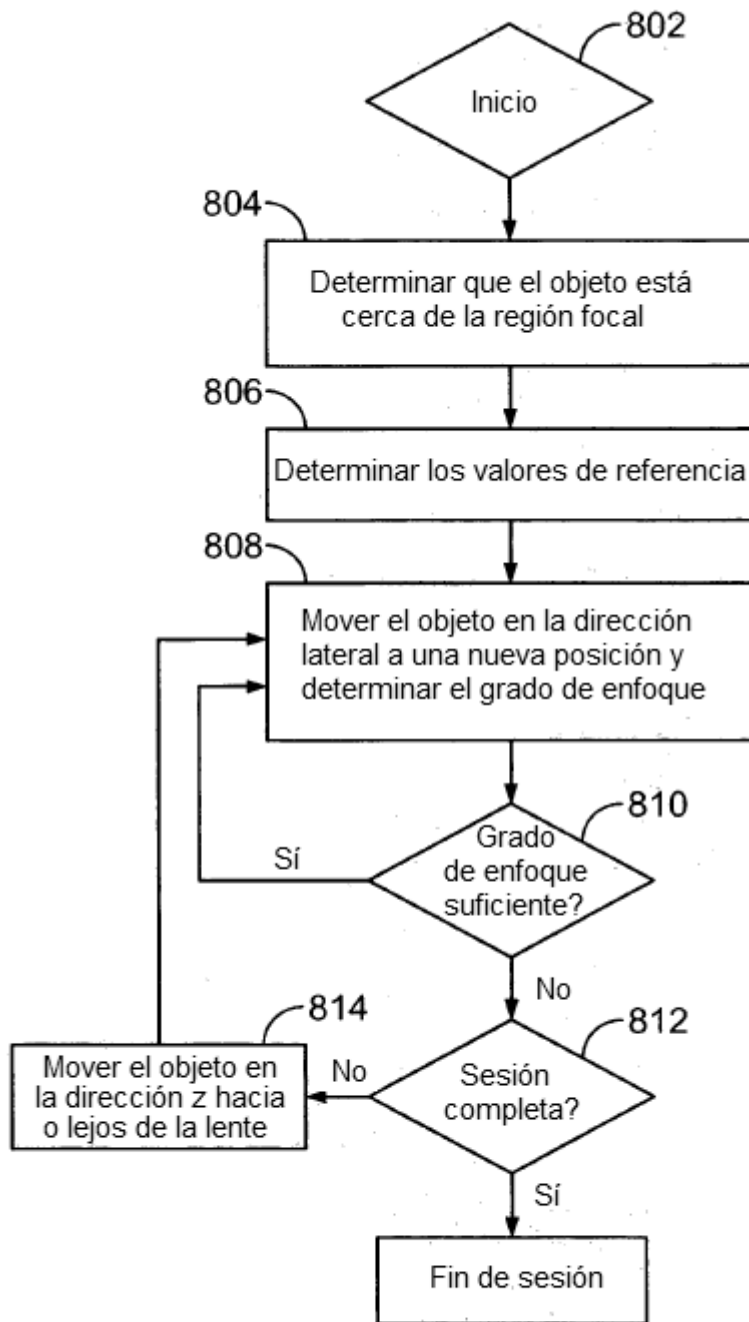 802
Inicio
804
Determinar que el objeto está
cerca de la región focal
806
Determinar los valores de referencia
808
Mover el objeto en la dirección
lateral a una nueva posición y
determinar el grado de enfoque
810
Grado
de enfoque
suficiente?
Sí
No
812
Sesión
completa?
No
814
Mover el objeto en
la dirección z hacia
o lejos de la lente
Sí
Fin de sesión